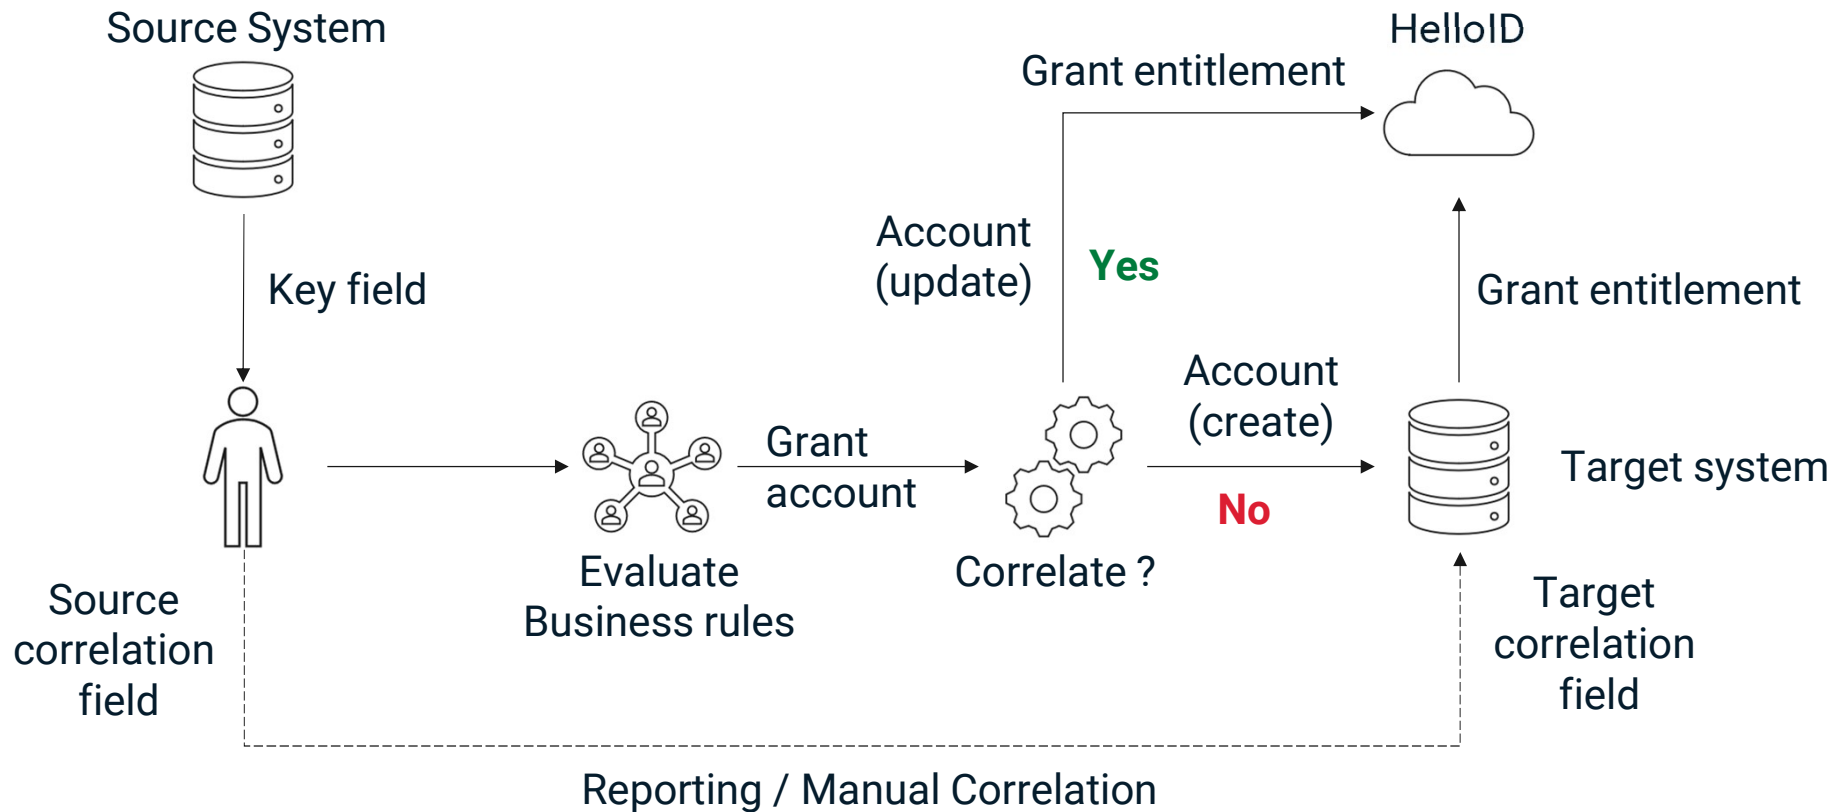 Source System
HelloID
Grant entitlement
Account
(update)
Yes
Key field
Grant entitlement
Account
(create)
Grant
account
No
Target system
Evaluate
Business rules
Correlate ?
Source
correlation
field
Target
correlation
field
Reporting / Manual Correlation